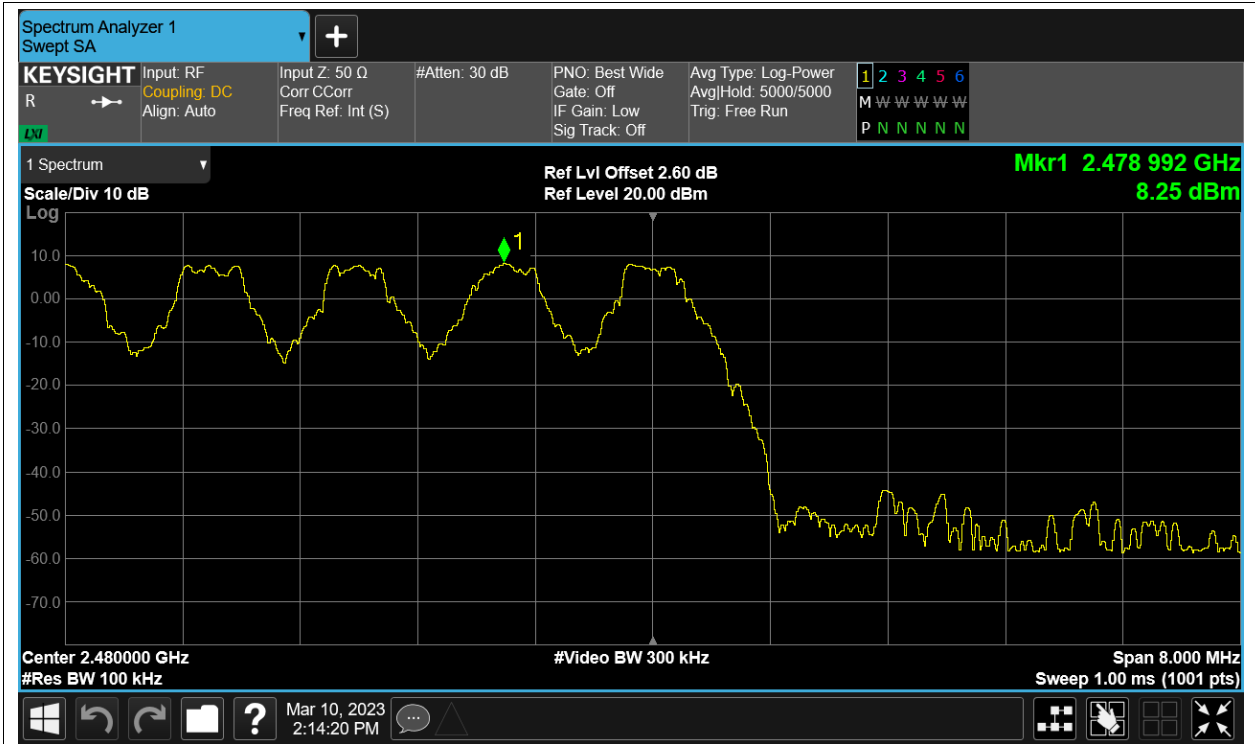 Spectrum Analyzer 1
Swept SA
+
KEYSIGHT
R
LXI
Input: RF
Coupling: DC
Align: Auto
Input Z: 50 Ω
Corr CCorr
Freq Ref: Int (S)
#Atten: 30 dB
PNO: Best Wide
Gate: Off
IF Gain: Low
Sig Track: Off
Avg Type: Log-Power
Avg|Hold: 5000/5000
Trig: Free Run
1 2 3 4 5 6
M W W W W W
P N N N N N
1 Spectrum
Scale/Div 10 dB
Log
Ref Lvl Offset 2.60 dB
Ref Level 20.00 dBm
Mkr1 2.478 992 GHz
8.25 dBm
1
10.0
0.00
-10.0
-20.0
-30.0
-40.0
-50.0
-60.0
-70.0
Center 2.480000 GHz
#Res BW 100 kHz
#Video BW 300 kHz
Span 8.000 MHz
Sweep 1.00 ms (1001 pts)
?
Mar 10, 2023
2:14:20 PM